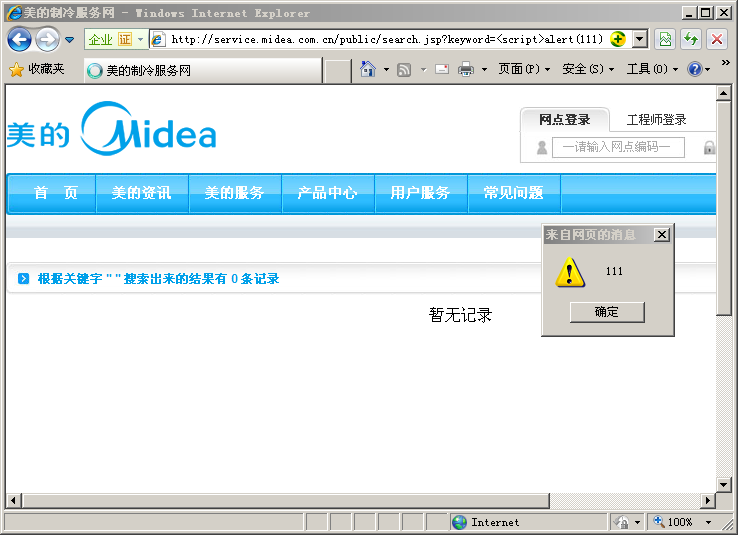 美的制冷服务网 - Windows Internet Explorer
企业 证 http://service.midea.com.cn/public/search.jsp?keyword=<script>alert(111)
收藏夹 美的制冷服务网 页面(P) 安全(S) 工具(O)
美的 Midea
网点登录 工程师登录
—请输入网点编码—
首 页 美的资讯 美的服务 产品中心 用户服务 常见问题
来自网页的消息
111
确定
根据关键字 " " 搜索出来的结果有 0 条记录
暂无记录
Internet 100%